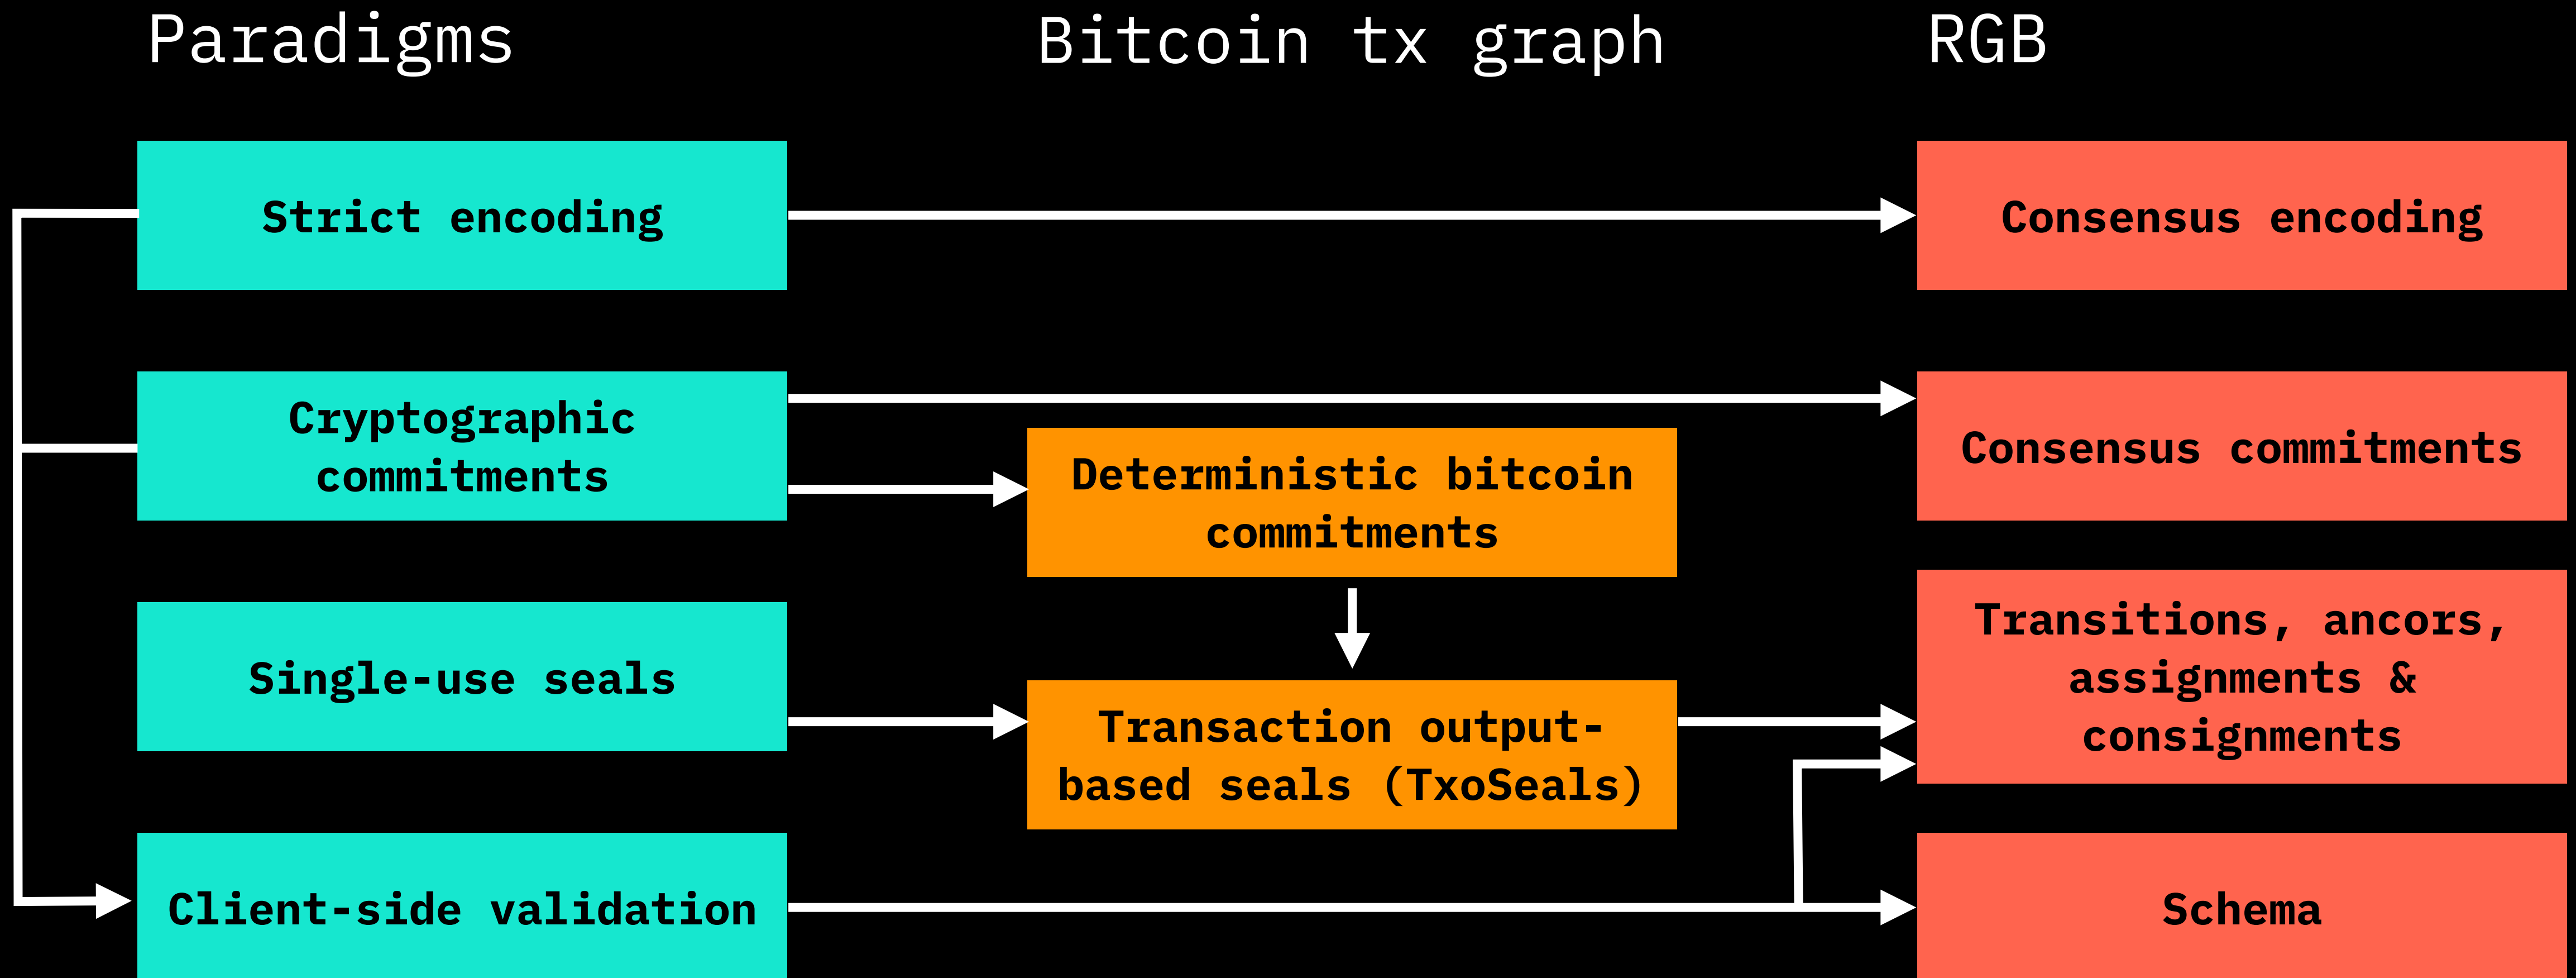 Paradigms
Bitcoin tx graph
RGB
Strict encoding
Consensus encoding
Cryptographic
commitments
Deterministic bitcoin
commitments
Consensus commitments
Single-use seals
Transaction output-
based seals (TxoSeals)
Transitions, ancors,
assignments &
consignments
Client-side validation
Schema